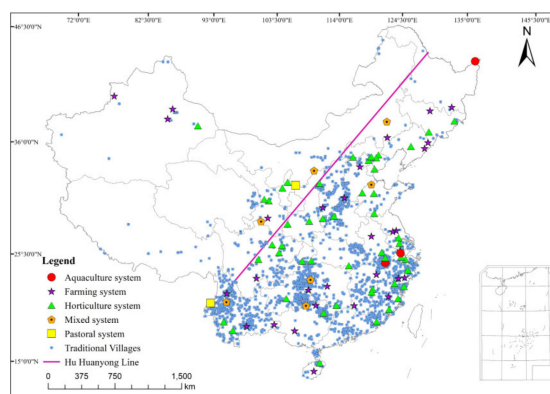 72°0'0"E 82°30'0"E 93°0'0"E 103°30'0"E 114°0'0"E 124°30'0"E 135°0'0"E 145°30'0"E
46°30'0"N
N
36°0'0"N
25°30'0"N
15°0'0"N
Legend
Aquaculture system
Farming system
Horticulture system
Mixed system
Pastoral system
Traditional Villages
Hu Huanyong Line
0 375 750 1,500
km